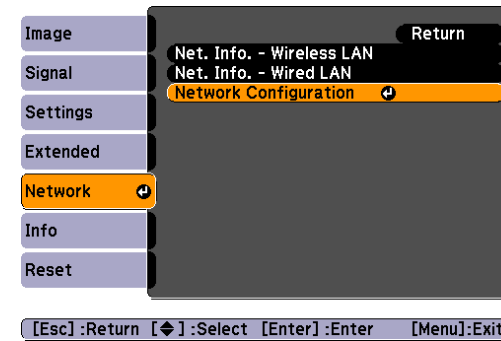 Image
Signal
Settings
Extended
Network
Info
Reset
Return
Net. Info. - Wireless LAN
Net. Info. - Wired LAN
Network Configuration
[Esc] :Return [◆] :Select [Enter] :Enter [Menu]:Exit